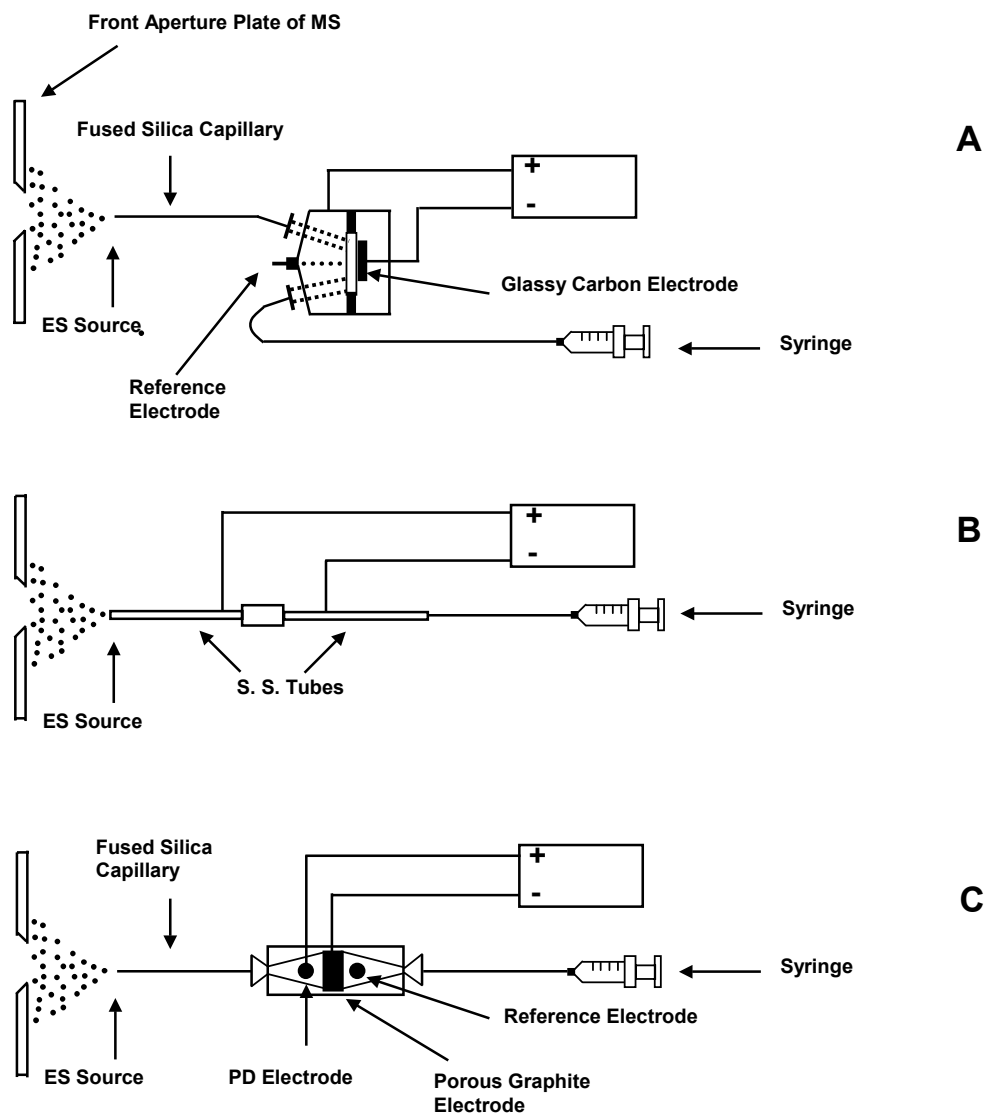 Front Aperture Plate of MS
Fused Silica Capillary
A
+
-
Glassy Carbon Electrode
ES Source
Syringe
Reference
Electrode
B
+
-
Syringe
S. S. Tubes
ES Source
Fused Silica
Capillary
C
+
-
Syringe
Reference Electrode
ES Source
PD Electrode
Porous Graphite
Electrode